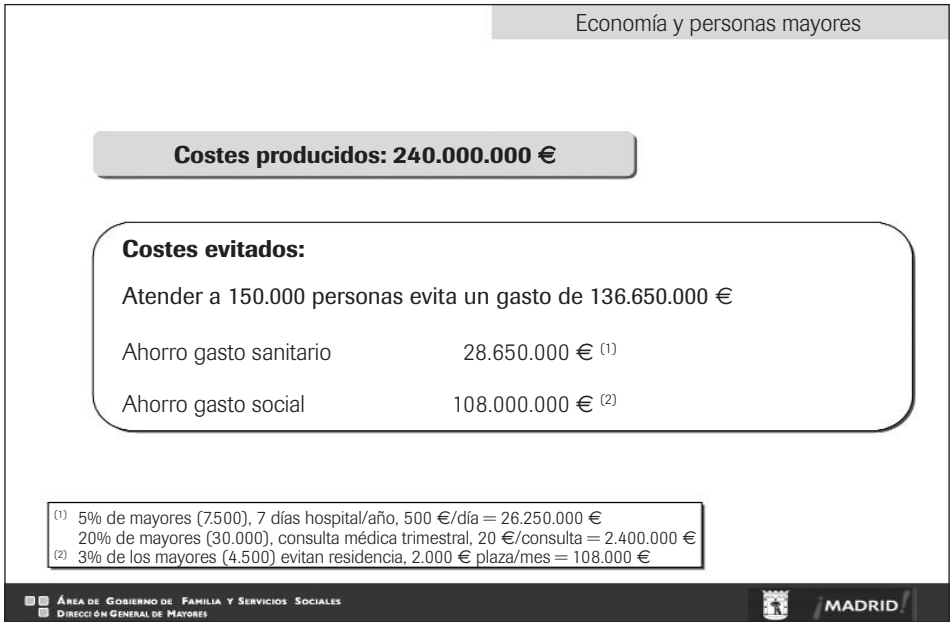 Economía y personas mayores
Costes producidos: 240.000.000 €
Costes evitados:
Atender a 150.000 personas evita un gasto de 136.650.000 €
Ahorro gasto sanitario 28.650.000 € (1)
Ahorro gasto social 108.000.000 € (2)
(1) 5% de mayores (7.500), 7 días hospital/año, 500 €/día = 26.250.000 €
20% de mayores (30.000), consulta médica trimestral, 20 €/consulta = 2.400.000 €
(2) 3% de los mayores (4.500) evitan residencia, 2.000 € plaza/mes = 108.000 €
ÁREA DE GOBIERNO DE FAMILIA Y SERVICIOS SOCIALES
DIRECCIÓN GENERAL DE MAYORES
¡MADRID!